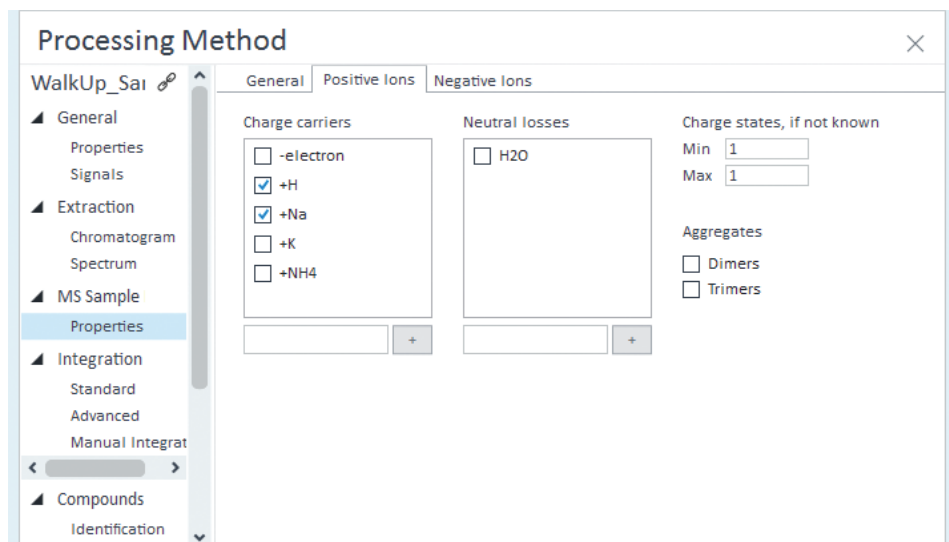 Processing Method
WalkUp_Sar
General
Properties
Signals
Extraction
Chromatogram
Spectrum
MS Sample
Properties
Integration
Standard
Advanced
Manual Integrat
Compounds
Identification
General
Positive Ions
Negative Ions
Charge carriers
-electron
+H
+Na
+K
+NH4
+
Neutral losses
H2O
+
Charge states, if not known
Min 1
Max 1
Aggregates
Dimers
Trimers